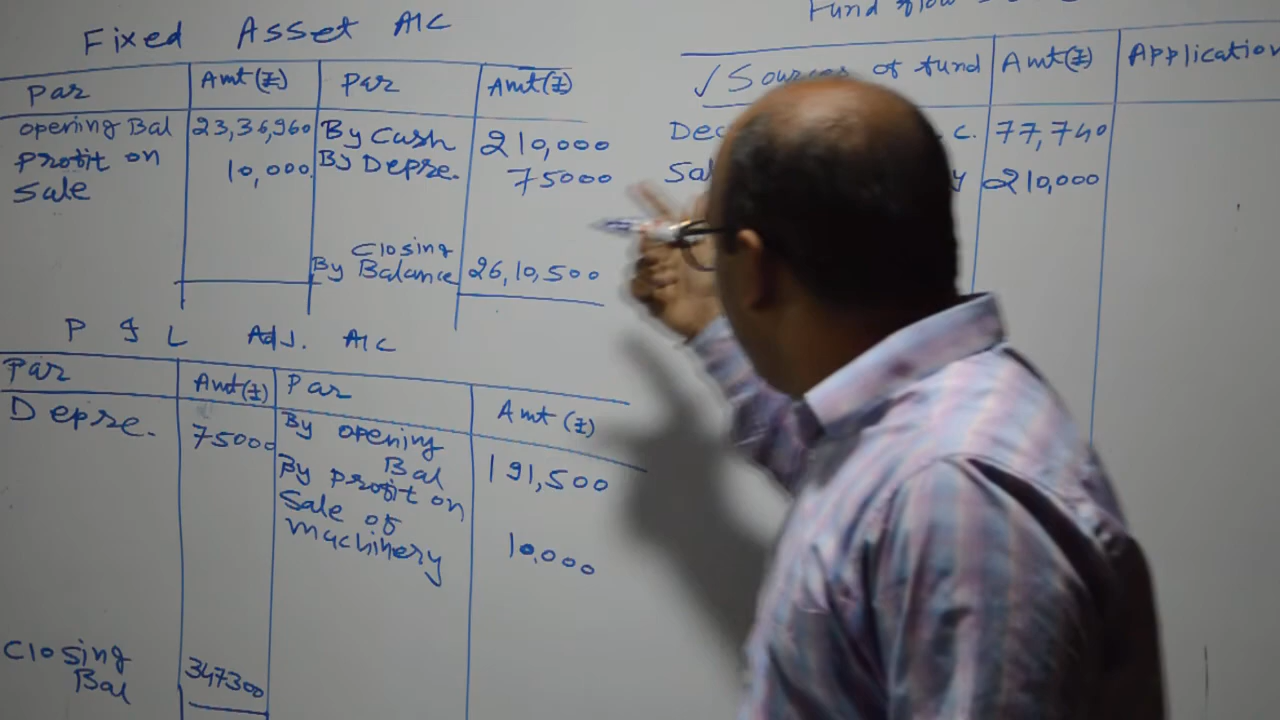 Fixed Asset A/C
Par Amt(₹) Par Amt(₹)
Opening Bal 23,36,960 By Cash 210,000
Profit on Sale 10,000 By Depre. 75000
By Closing Balance 26,10,500
P & L Adj. A/C
Par Amt(₹) Par Amt(₹)
Depre. 75000 By opening Bal 191,500
By profit on Sale of machinery 10,000
Closing Bal 347300
Fund flow
√ Sources of fund Amt(₹) Application
c. 77,740
210,000